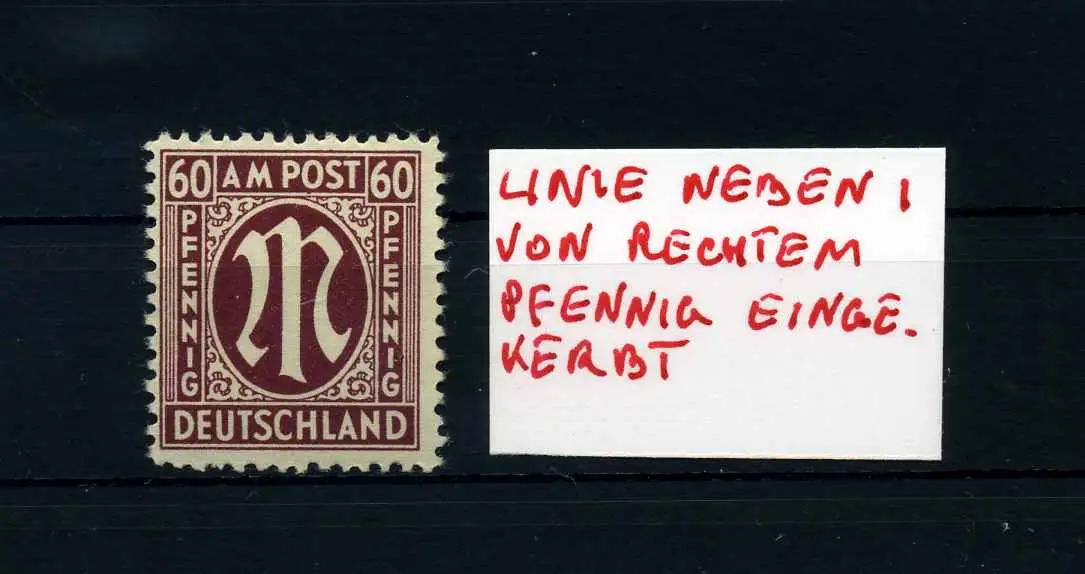 60 AM POST 60
PFENNIG
PFENNIG
DEUTSCHLAND
LINIE NEBEN I
VON RECHTEM
PFENNIG EINGE.
KERBT